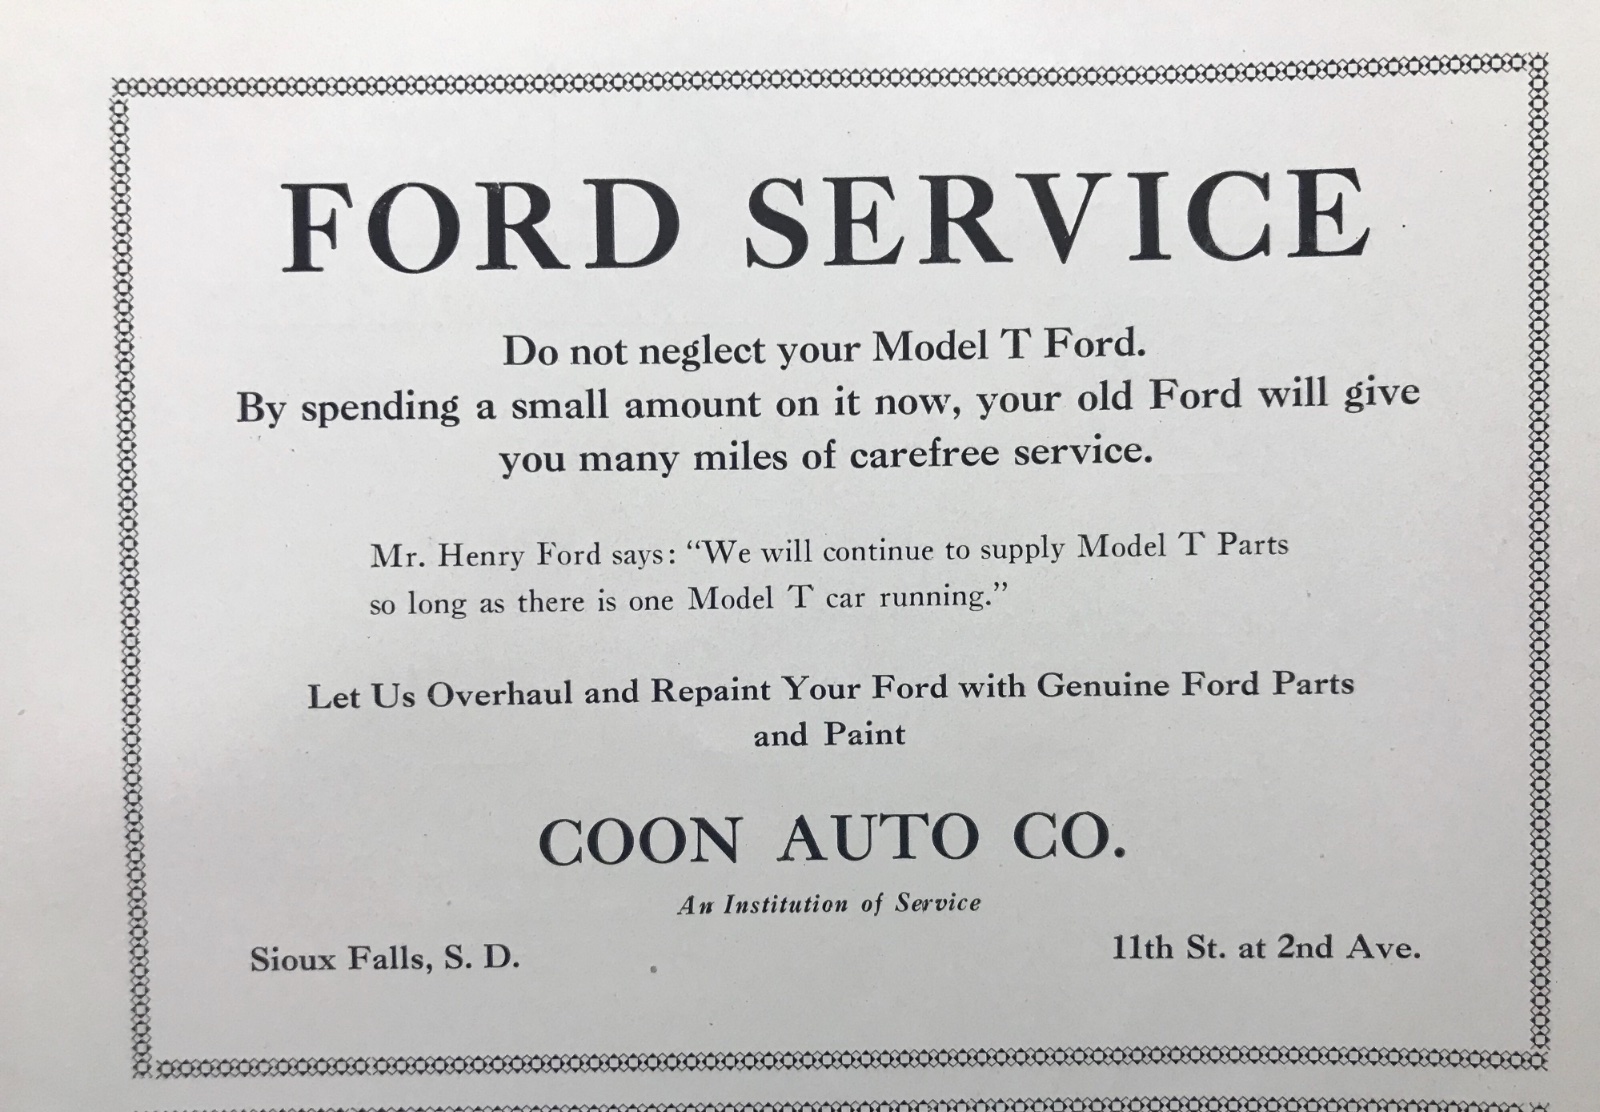 FORD SERVICE
Do not neglect your Model T Ford.
By spending a small amount on it now, your old Ford will give
you many miles of carefree service.
Mr. Henry Ford says: “We will continue to supply Model T Parts
so long as there is one Model T car running.”
Let Us Overhaul and Repaint Your Ford with Genuine Ford Parts
and Paint
COON AUTO CO.
An Institution of Service
Sioux Falls, S. D.
11th St. at 2nd Ave.